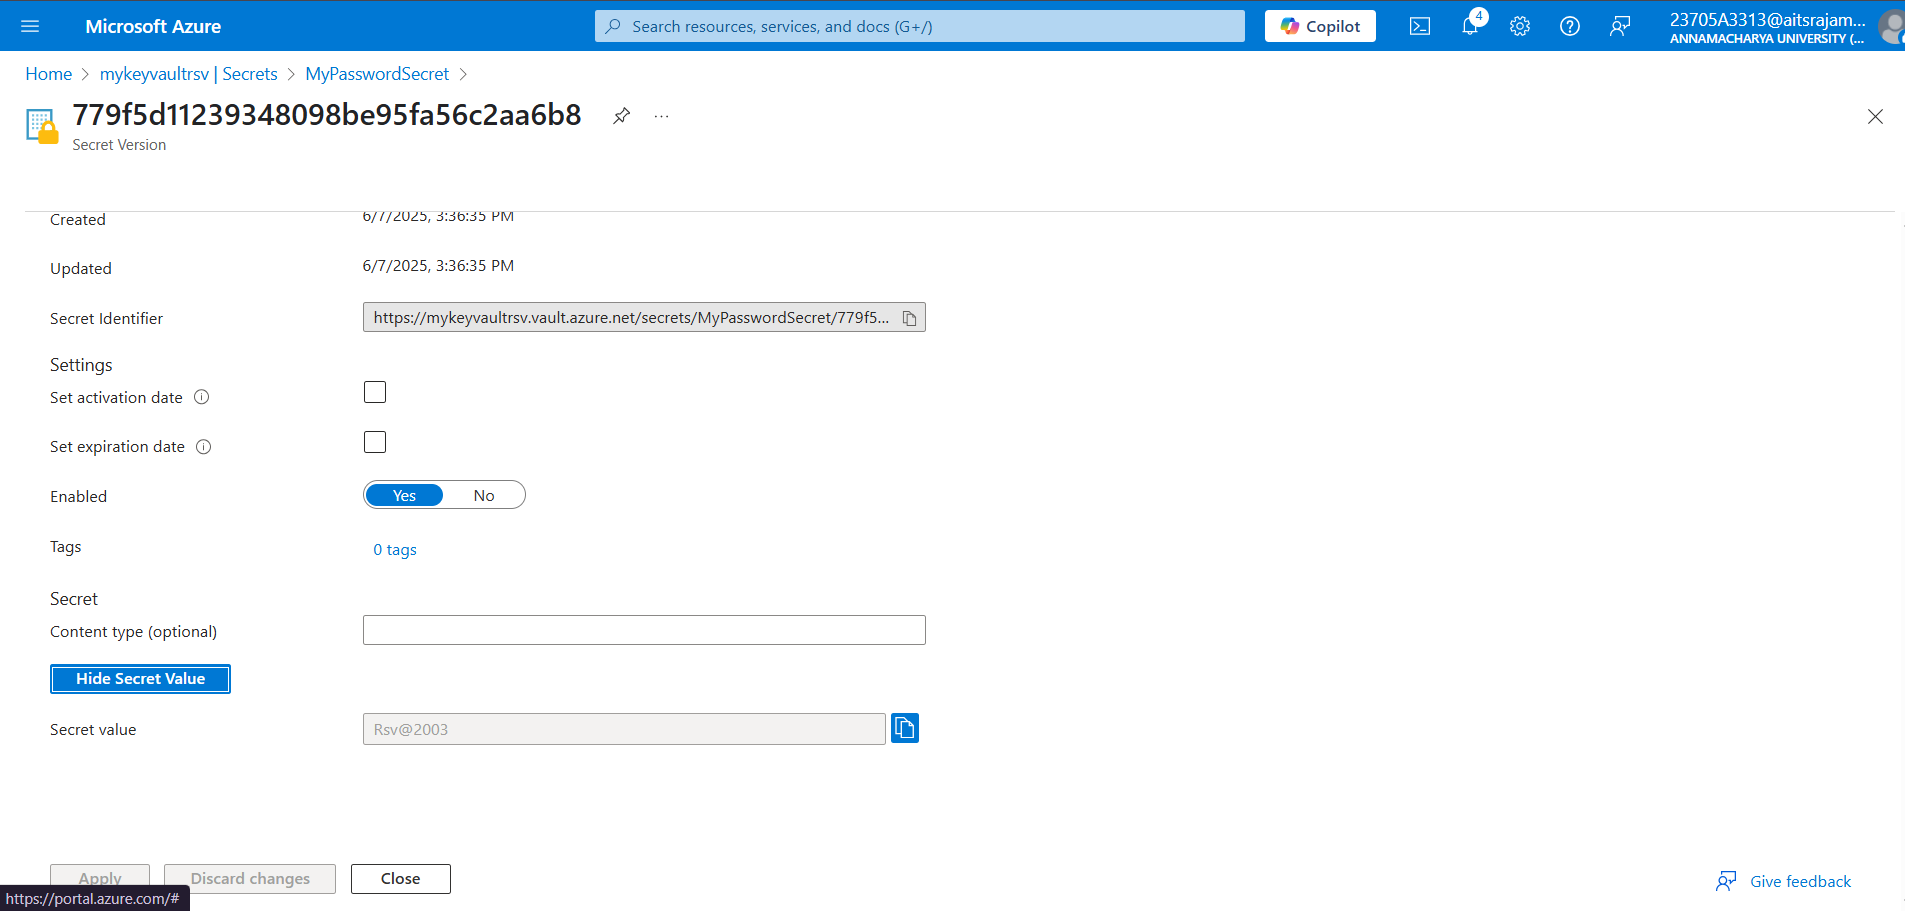 Microsoft Azure
Search resources, services, and docs (G+/)
Copilot
4
23705A3313@aitsrajam...
ANNAMACHARYA UNIVERSITY (...
Home > mykeyvaultrsv | Secrets > MyPasswordSecret >
779f5d11239348098be95fa56c2aa6b8
...
Secret Version
Created 6/7/2025, 3:36:35 PM
Updated 6/7/2025, 3:36:35 PM
Secret Identifier https://mykeyvaultrsv.vault.azure.net/secrets/MyPasswordSecret/779f5...
Settings
Set activation date
Set expiration date
Enabled Yes No
Tags 0 tags
Secret
Content type (optional)
Hide Secret Value
Secret value Rsv@2003
Apply Discard changes Close
Give feedback
https://portal.azure.com/#